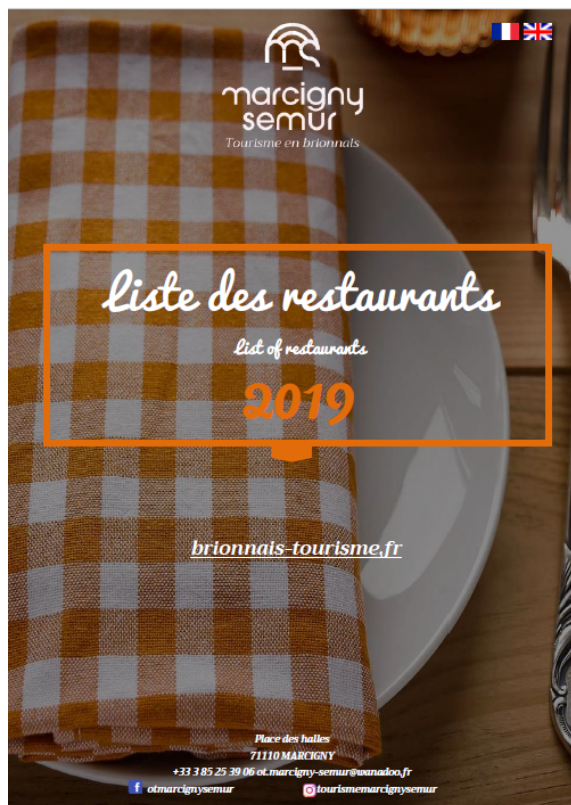 marcigny
semur
Tourisme en brionnais
Liste des restaurants
List of restaurants
2019
brionnais-tourisme,fr
Place des halles
71110 MARCIGNY
+33 3 85 25 39 06 ot.marcigny-semur@wanadoo,fr
otmarcignysemur tourismemarcignysemur